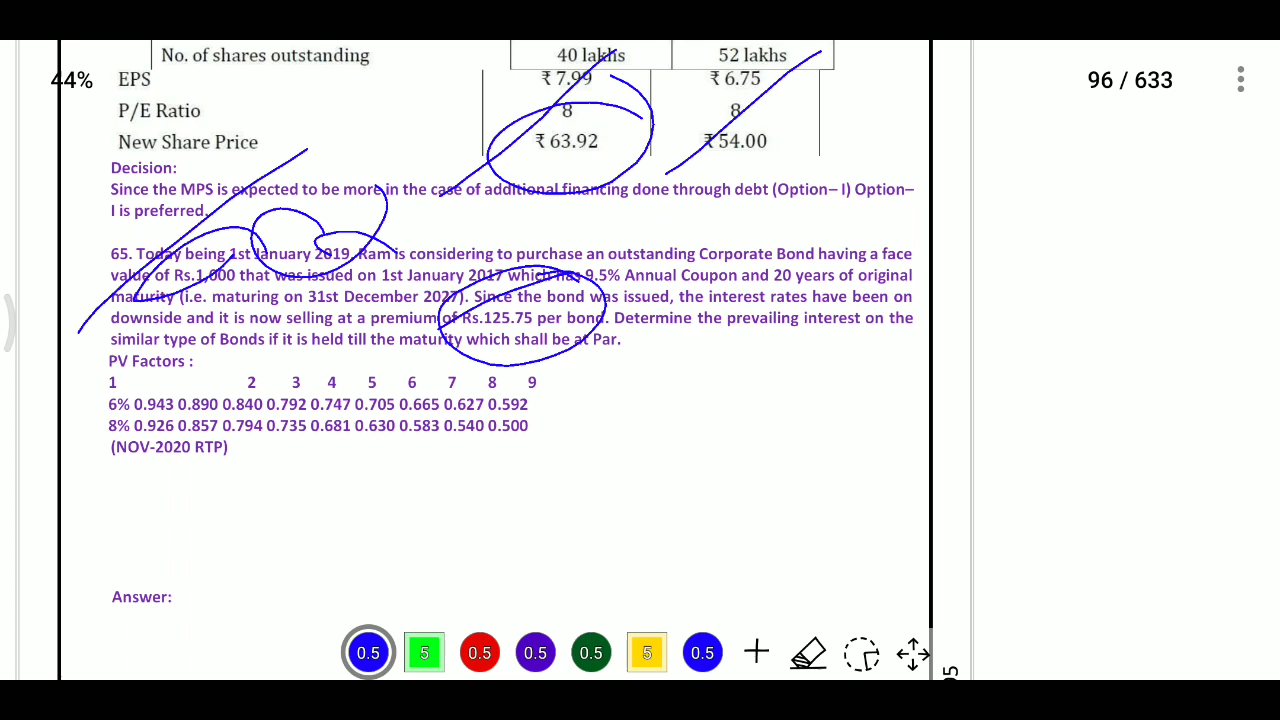 No. of shares outstanding 40 lakhs 52 lakhs
44% EPS ₹ 7.99 ₹ 6.75 96 / 633
P/E Ratio 8 8
New Share Price ₹ 63.92 ₹ 54.00
Decision:
Since the MPS is expected to be more in the case of additional financing done through debt (Option– I) Option–
I is preferred.
65. Today being 1st January 2019, Ram is considering to purchase an outstanding Corporate Bond having a face
value of Rs.1,000 that was issued on 1st January 2017 which has 9.5% Annual Coupon and 20 years of original
maturity (i.e. maturing on 31st December 2027). Since the bond was issued, the interest rates have been on
downside and it is now selling at a premium of Rs.125.75 per bond. Determine the prevailing interest on the
similar type of Bonds if it is held till the maturity which shall be at Par.
PV Factors :
1 2 3 4 5 6 7 8 9
6% 0.943 0.890 0.840 0.792 0.747 0.705 0.665 0.627 0.592
8% 0.926 0.857 0.794 0.735 0.681 0.630 0.583 0.540 0.500
(NOV-2020 RTP)
Answer:
0.5 5 0.5 0.5 0.5 5 0.5